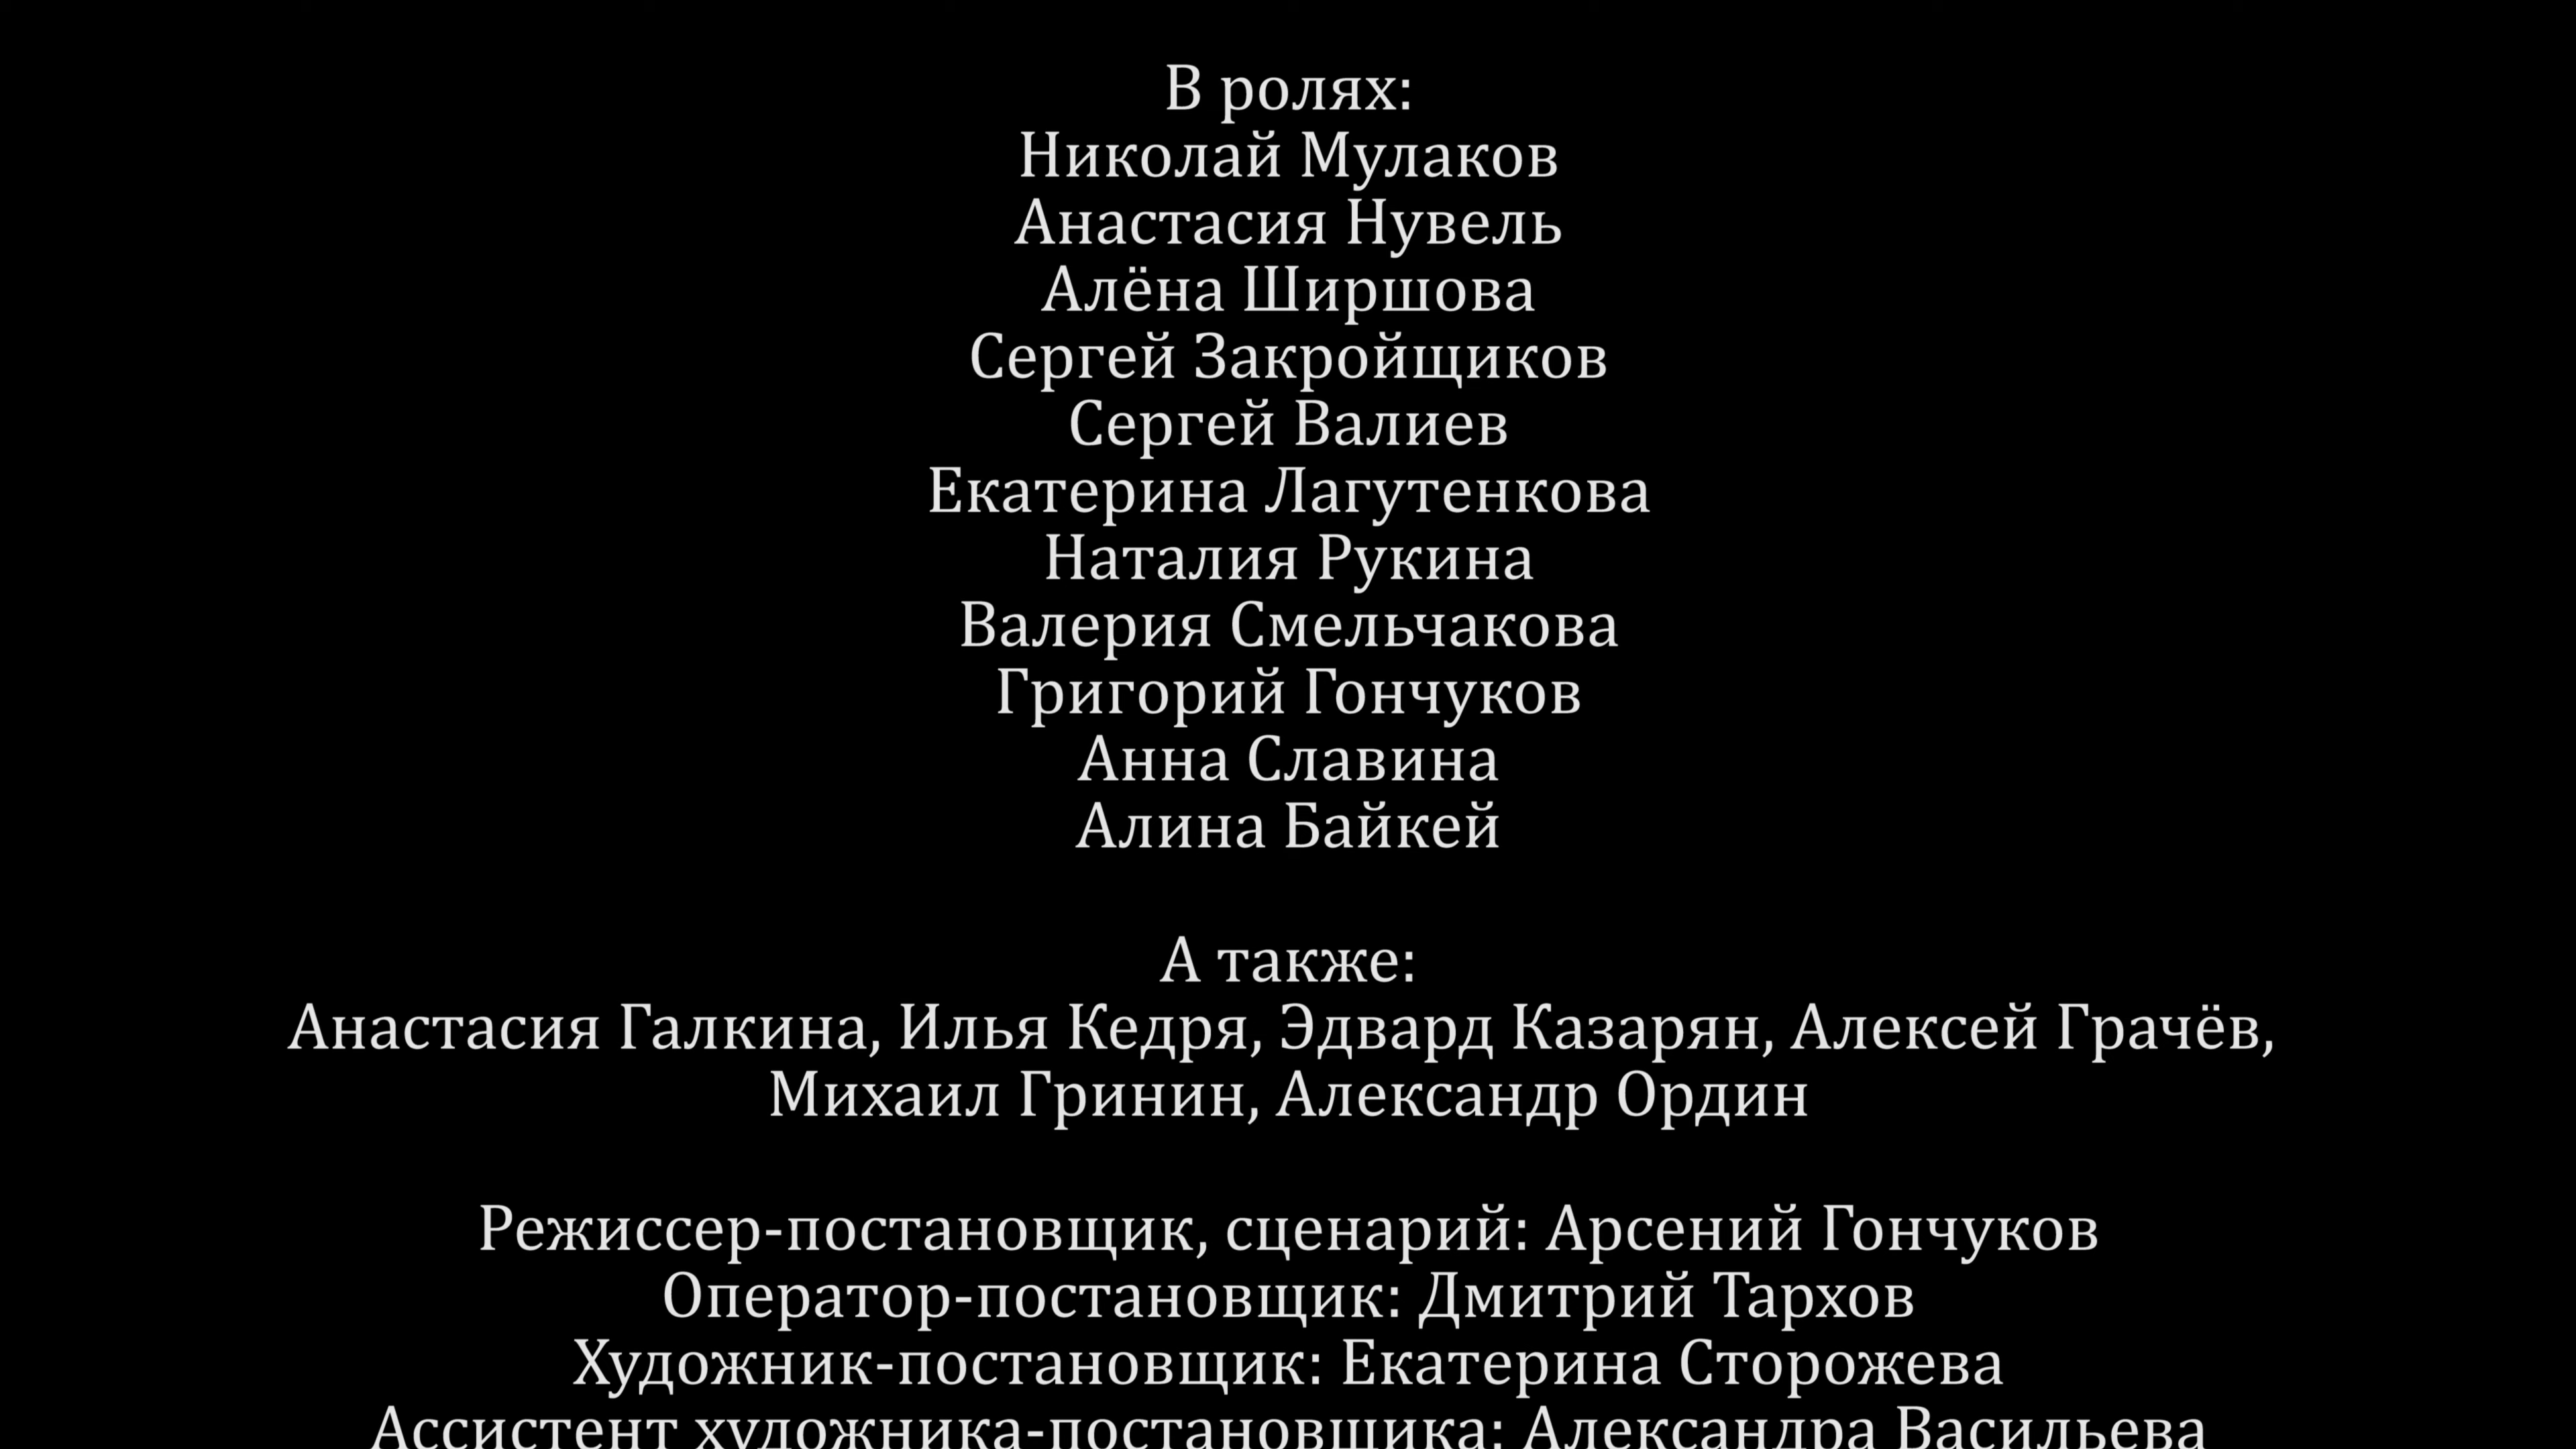 В ролях:
Николай Мулаков
Анастасия Нувель
Алёна Ширшова
Сергей Закройщиков
Сергей Валиев
Екатерина Лагутенкова
Наталия Рукина
Валерия Смельчакова
Григорий Гончуков
Анна Славина
Алина Байкей
А также:
Анастасия Галкина, Илья Кедря, Эдвард Казарян, Алексей Грачёв,
Михаил Гринин, Александр Ордин
Режиссер-постановщик, сценарий: Арсений Гончуков
Оператор-постановщик: Дмитрий Тархов
Художник-постановщик: Екатерина Сторожева
Ассистент художника-постановщика: Александра Васильева